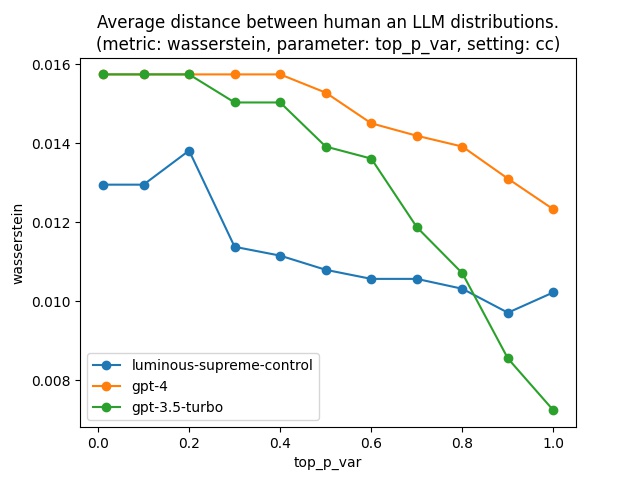 Average distance between human an LLM distributions.
(metric: wasserstein, parameter: top_p_var, setting: cc)
wasserstein
0.016
0.014
0.012
0.010
0.008
luminous-supreme-control
gpt-4
gpt-3.5-turbo
0.0 0.2 0.4 0.6 0.8 1.0
top_p_var